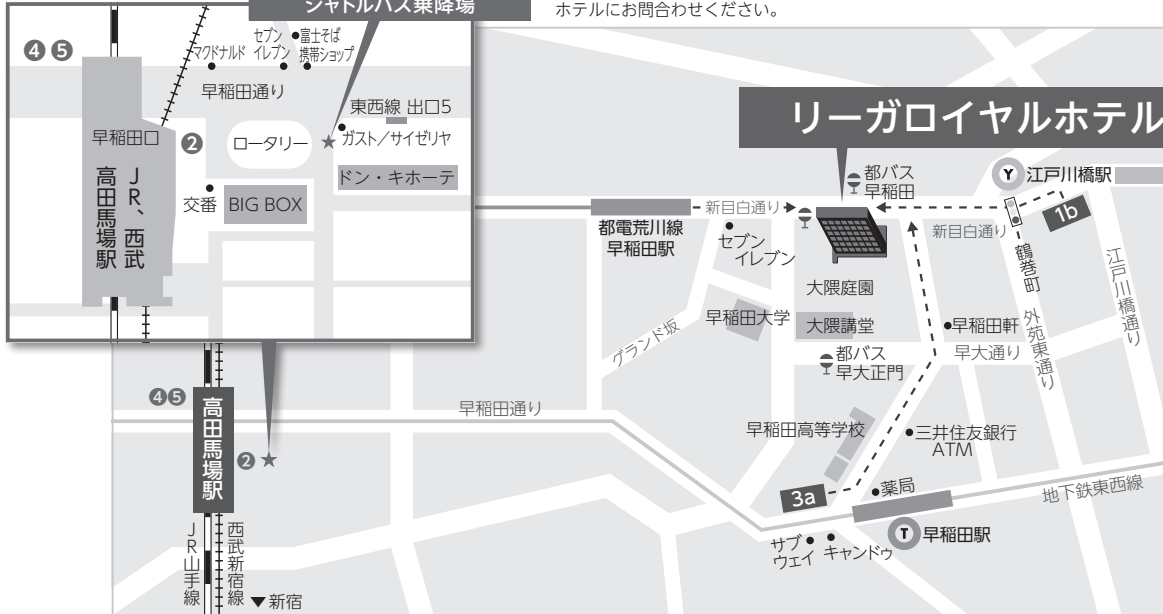 シャトルバス乗降場
ホテルにお問合わせください。
❹ ❺
マクドナルド
セブン
イレブン
富士そば
携帯ショップ
早稲田通り
東西線 出口5
早稲田口
❷
ロータリー
★
ガスト／サイゼリヤ
ドン・キホーテ
JR、西武
高田馬場駅
交番
BIG BOX
リーガロイヤルホテル
都バス
早稲田
Y 江戸川橋駅
1b
新目白通り
都電荒川線
早稲田駅
セブン
イレブン
新目白通り
鶴巻町
江戸川橋通り
大隈庭園
早稲田大学
大隈講堂
早稲田軒
外苑東通り
グランド坂
都バス
早大正門
早大通り
❹❺
高田馬場駅
❷ ★
早稲田通り
早稲田高等学校
三井住友銀行
ATM
3a
薬局
地下鉄東西線
T 早稲田駅
サブ
ウェイ
キャンドゥ
JR山手線
西武新宿線
▼新宿